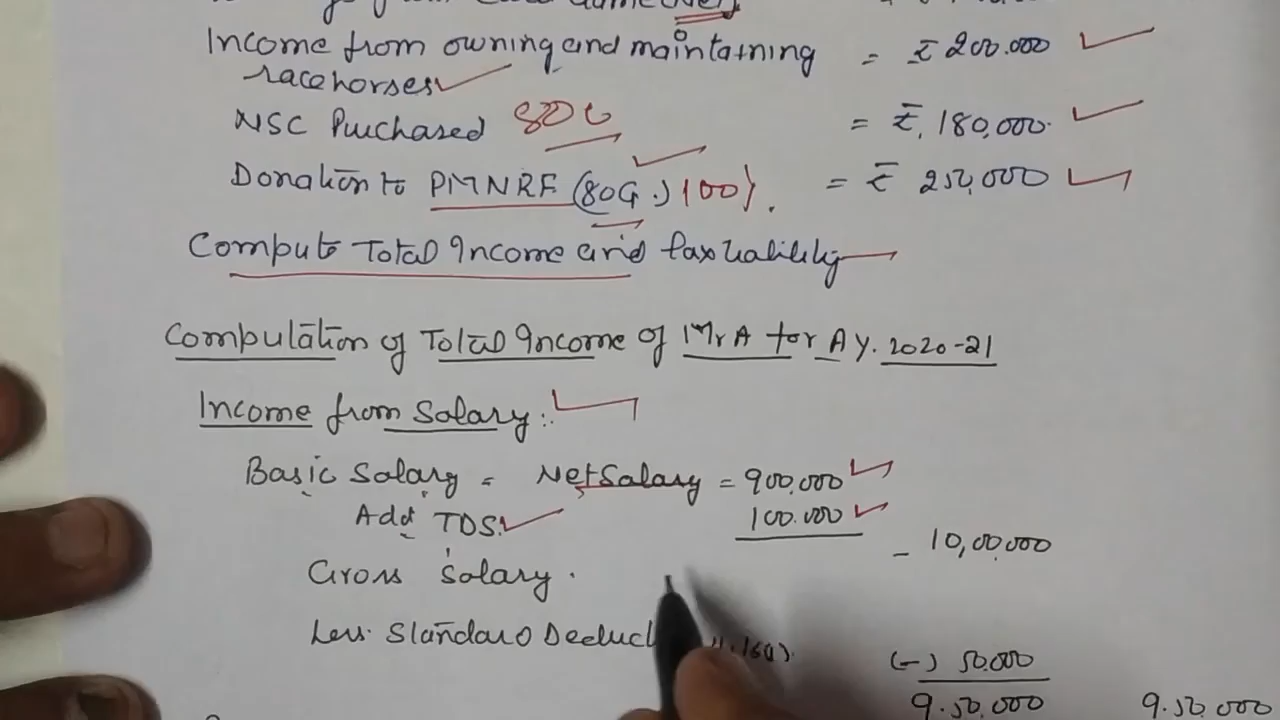 Income from owning and maintaining = ₹ 200.000
racehorses
NSC Purchased 80C = ₹. 180,000.
Donation to PMNRF (80G.) 100} . = ₹ 250,000
Compute Total Income and taxliability
Computation of Total Income of Mr A for AY. 2020-21
Income from Salary:
Basic Salary = Net Salary = 900,000
Add TDS. 100.000 - 10,00,000
Gross Salary.
Less. Standard Deduct (-) 50.000
9.50,000 9.50 000